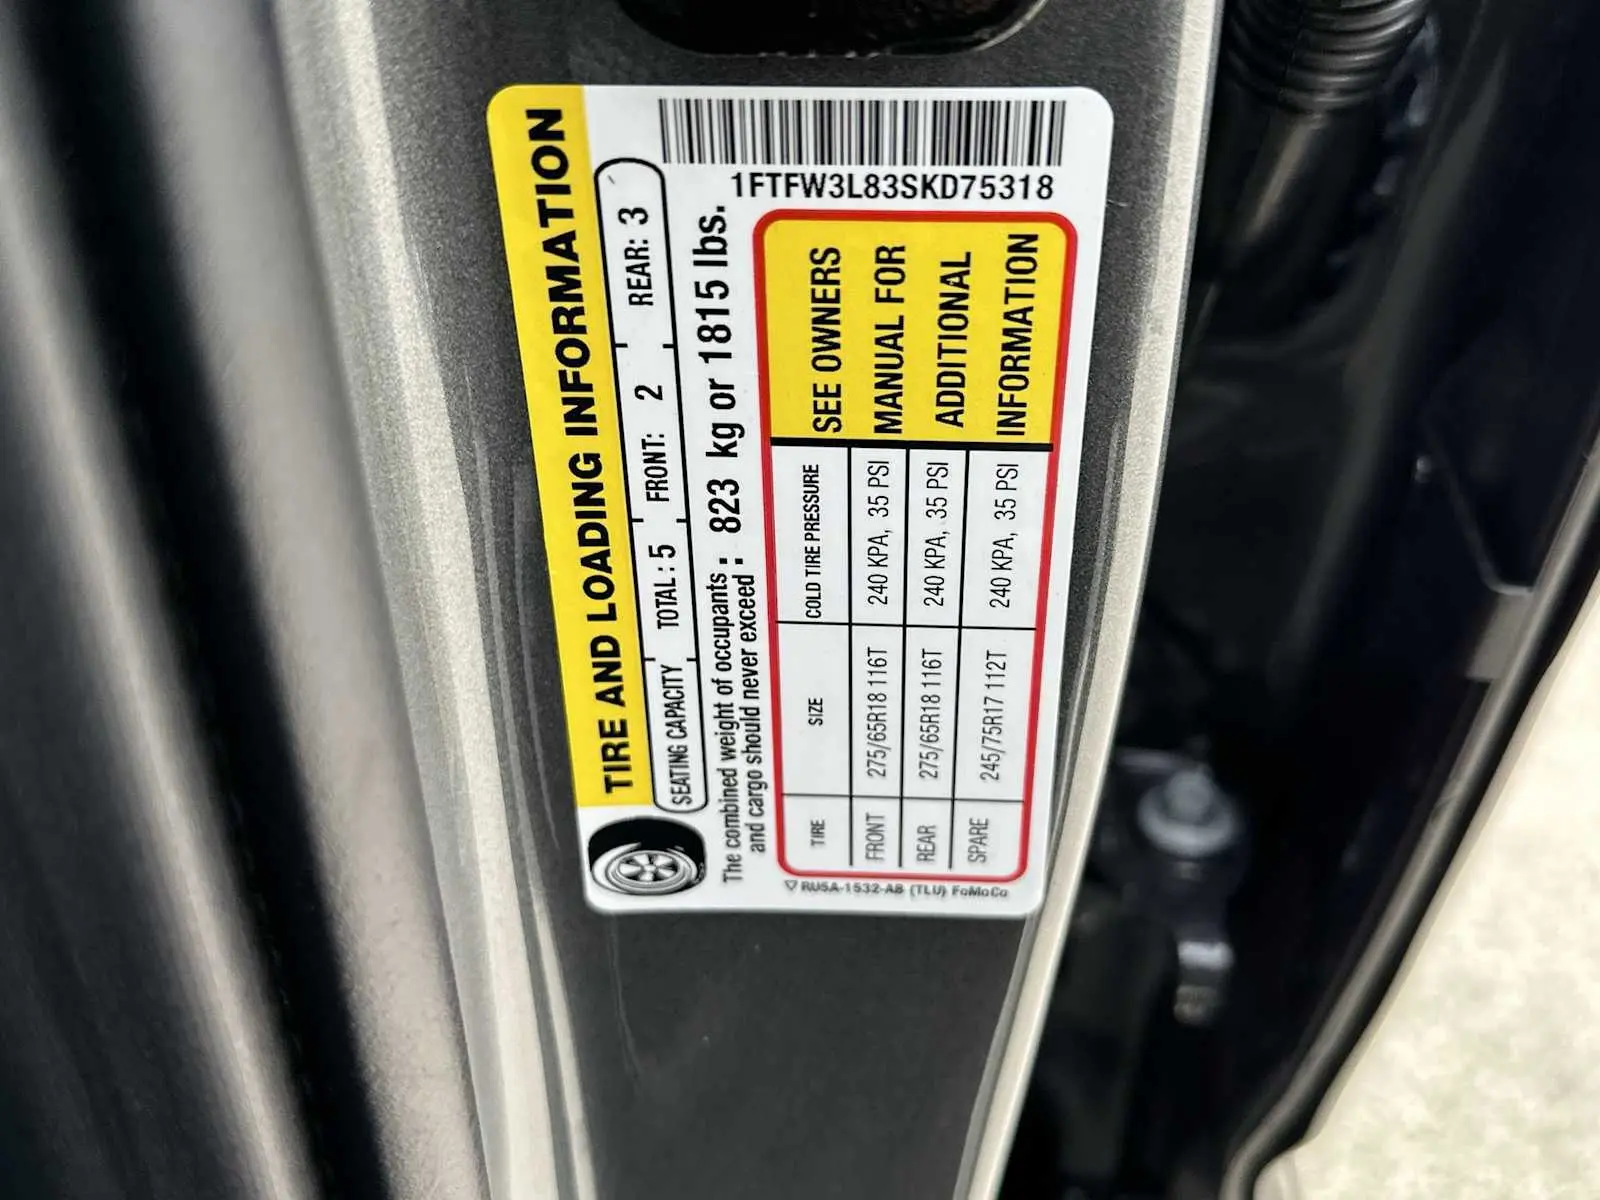 1FTFW3L83SKD75318
TIRE AND LOADING INFORMATION
SEATING CAPACITY TOTAL : 5 FRONT: 2 REAR: 3
The combined weight of occupants :
and cargo should never exceed :
823 kg or 1815 lbs.
TIRE SIZE COLD TIRE PRESSURE
FRONT 275/65R18 116T 240 KPA, 35 PSI
REAR 275/65R18 116T 240 KPA, 35 PSI
SPARE 245/75R17 112T 240 KPA, 35 PSI
SEE OWNERS
MANUAL FOR
ADDITIONAL
INFORMATION
RU5A-1532-AB (TLU) FoMoCo